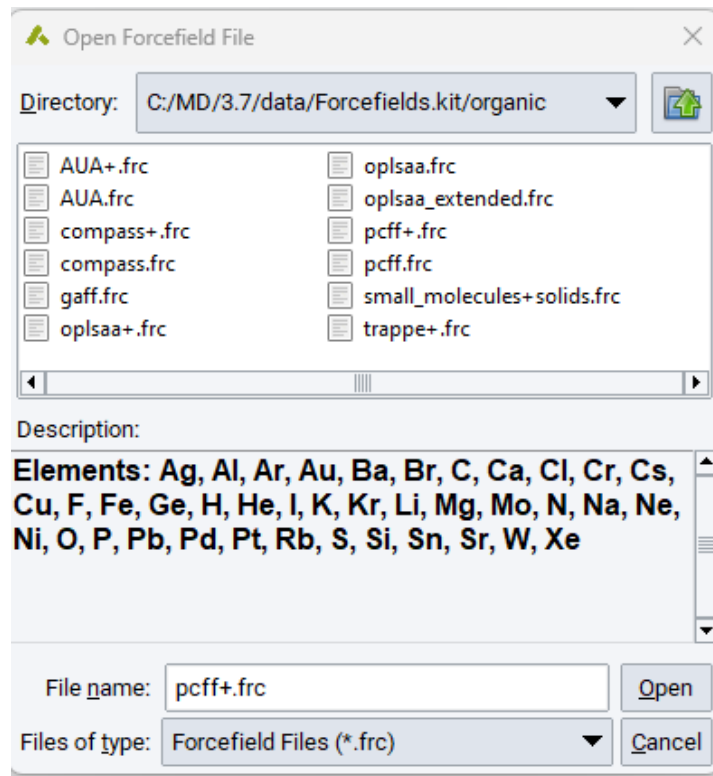 Open Forcefield File
Directory: C:/MD/3.7/data/Forcefields.kit/organic
AUA+.frc
AUA.frc
compass+.frc
compass.frc
gaff.frc
oplsaa+.frc
oplsaa.frc
oplsaa_extended.frc
pcff+.frc
pcff.frc
small_molecules+solids.frc
trappe+.frc
Description:
Elements: Ag, Al, Ar, Au, Ba, Br, C, Ca, Cl, Cr, Cs,
Cu, F, Fe, Ge, H, He, I, K, Kr, Li, Mg, Mo, N, Na, Ne,
Ni, O, P, Pb, Pd, Pt, Rb, S, Si, Sn, Sr, W, Xe
File name: pcff+.frc Open
Files of type: Forcefield Files (*.frc) Cancel